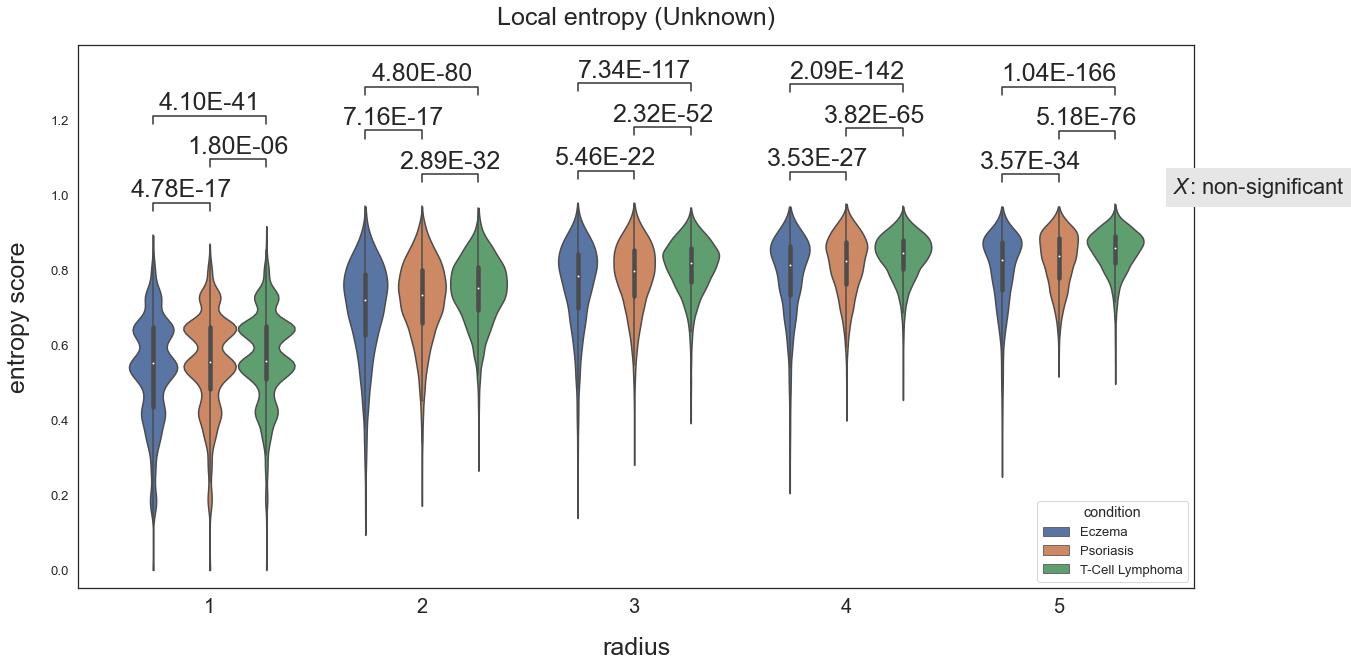 Local entropy (Unknown)
4.80E-80
7.34E-117
2.09E-142
1.04E-166
4.10E-41
7.16E-17
2.32E-52
3.82E-65
5.18E-76
1.80E-06
2.89E-32
5.46E-22
3.53E-27
3.57E-34
4.78E-17
X: non-significant
entropy score
1.2
1.0
0.8
0.6
0.4
0.2
0.0
condition
Eczema
Psoriasis
T-Cell Lymphoma
1 2 3 4 5
radius